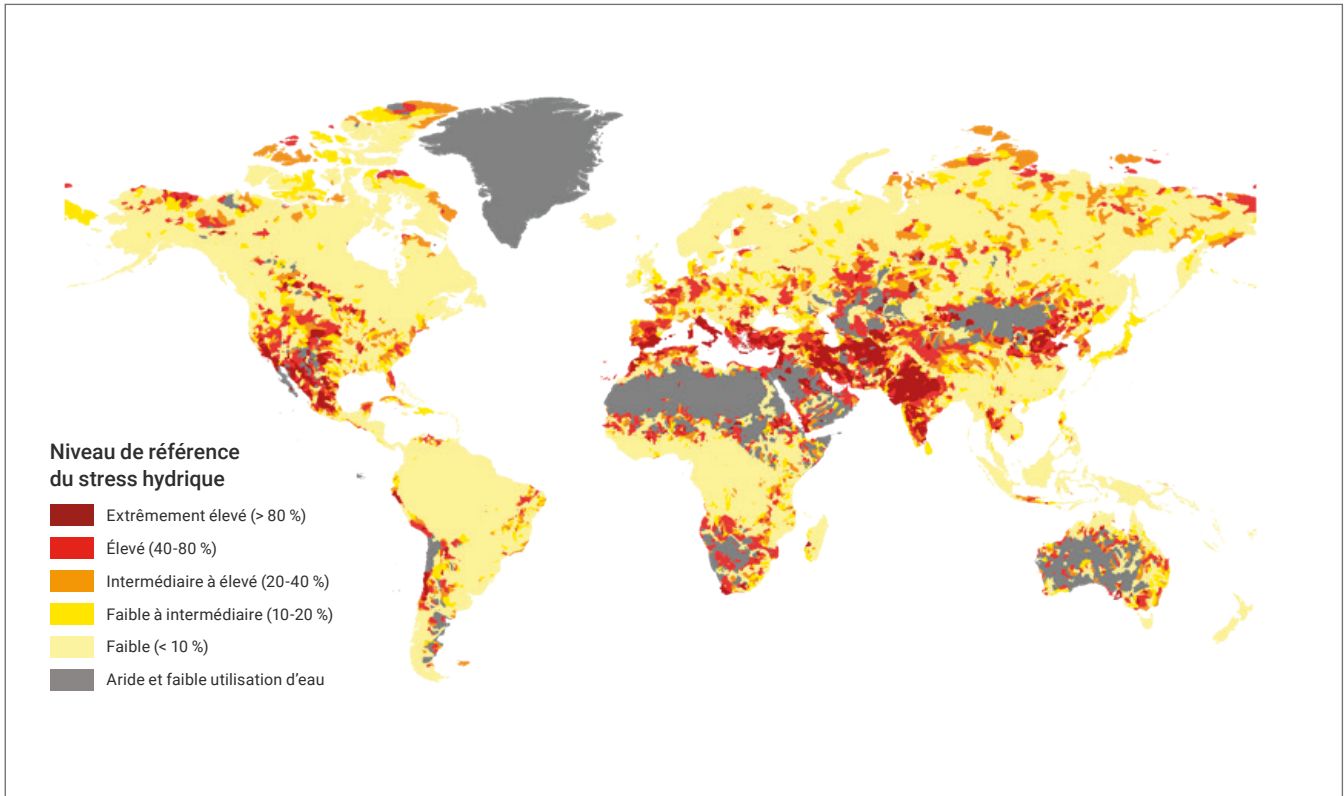 Niveau de référence
du stress hydrique
Extrêmement élevé (> 80 %)
Élevé (40-80 %)
Intermédiaire à élevé (20-40 %)
Faible à intermédiaire (10-20 %)
Faible (< 10 %)
Aride et faible utilisation d’eau